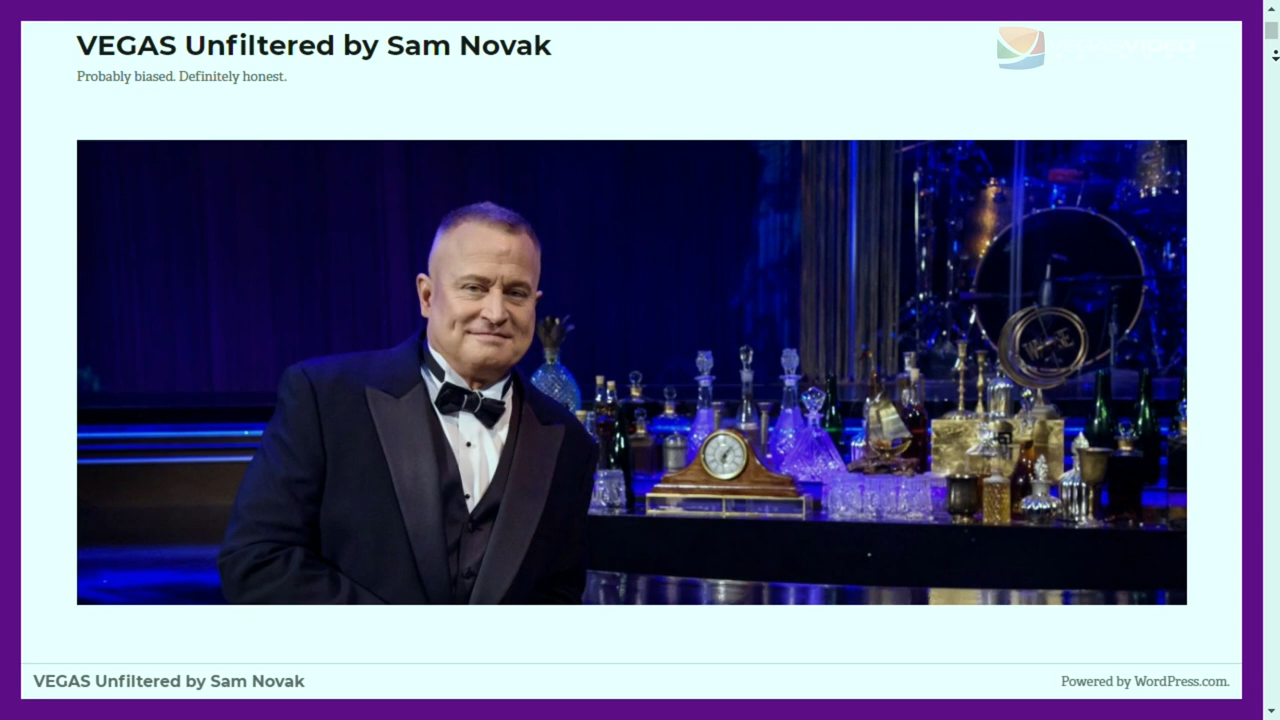 VEGAS Unfiltered by Sam Novak
Probably biased. Definitely honest.
VEGAS Unfiltered by Sam Novak
Powered by WordPress.com.